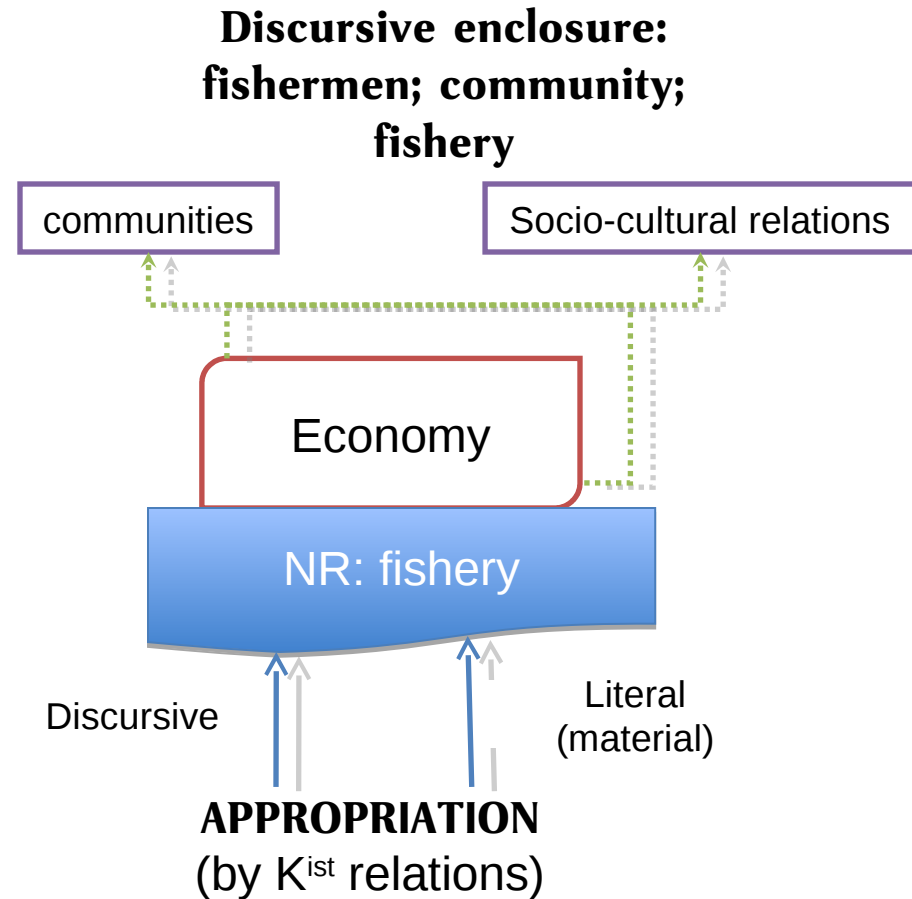 Discursive enclosure:
fishermen; community;
fishery
communities
Socio-cultural relations
Economy
NR: fishery
Discursive
Literal
(material)
APPROPRIATION
(by Kist relations)